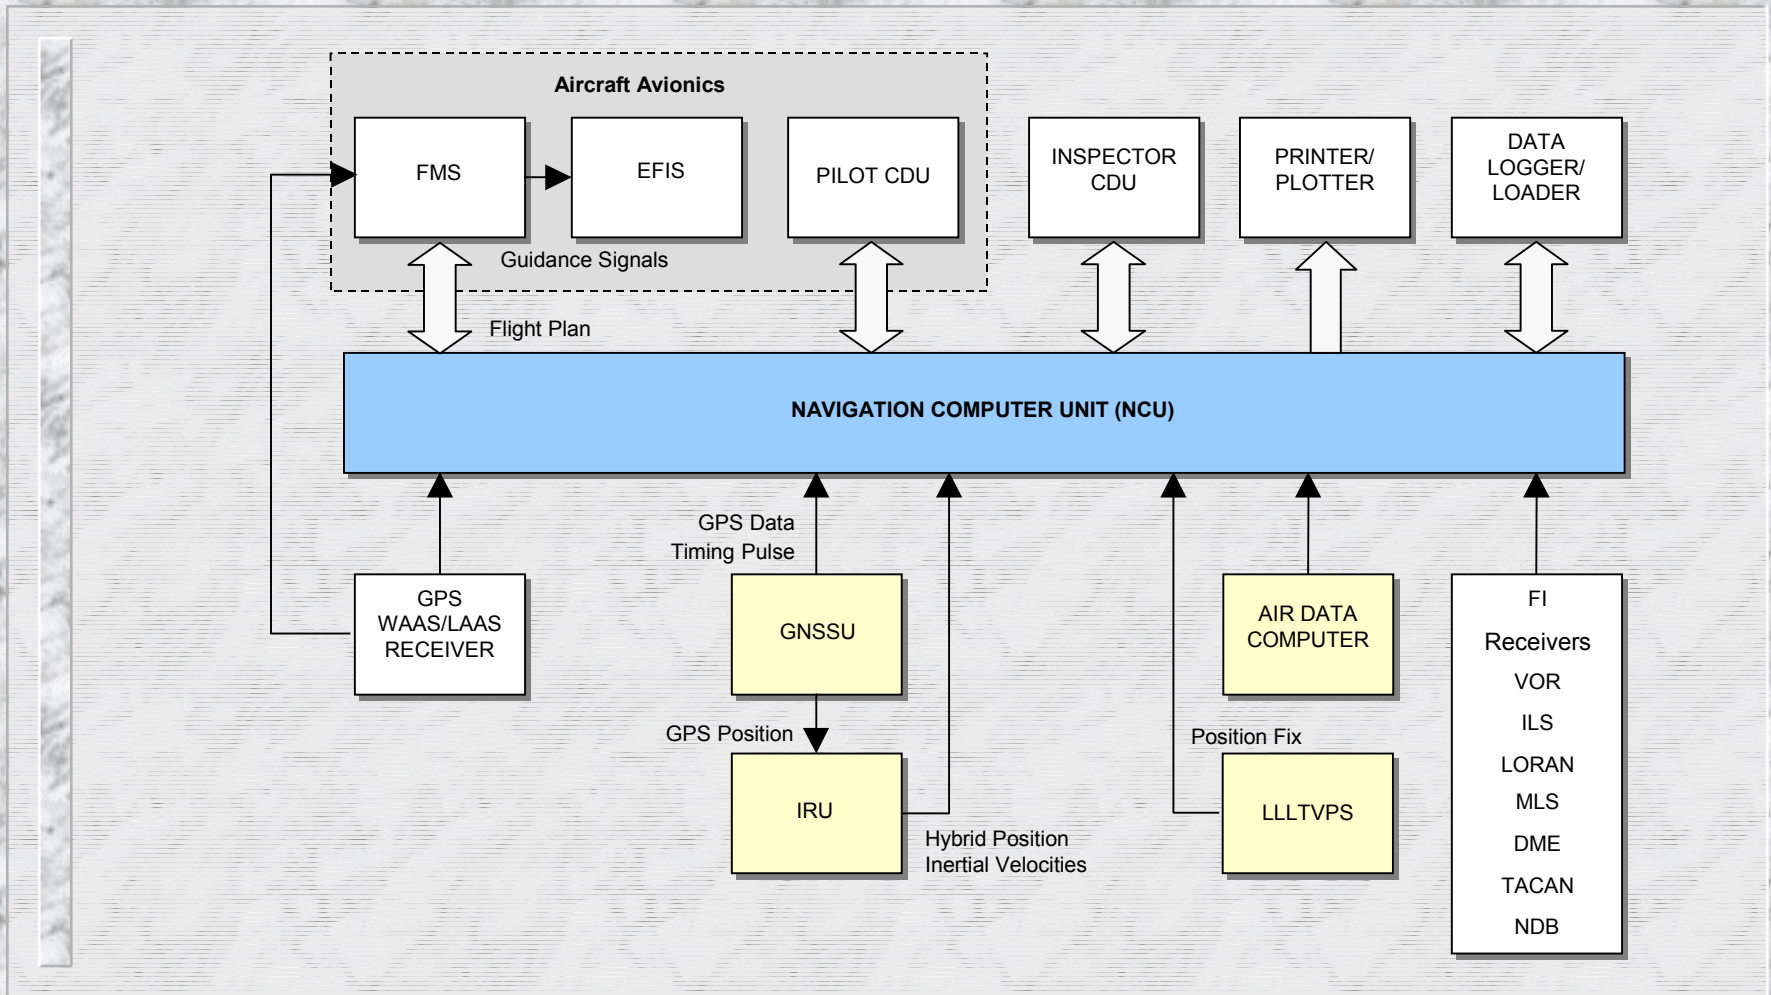 Aircraft Avionics
FMS
EFIS
PILOT CDU
INSPECTOR
CDU
PRINTER/
PLOTTER
DATA
LOGGER/
LOADER
Guidance Signals
Flight Plan
NAVIGATION COMPUTER UNIT (NCU)
GPS Data
Timing Pulse
GPS
WAAS/LAAS
RECEIVER
GNSSU
AIR DATA
COMPUTER
GPS Position
Position Fix
IRU
LLLTVPS
Hybrid Position
Inertial Velocities
FI
Receivers
VOR
ILS
LORAN
MLS
DME
TACAN
NDB